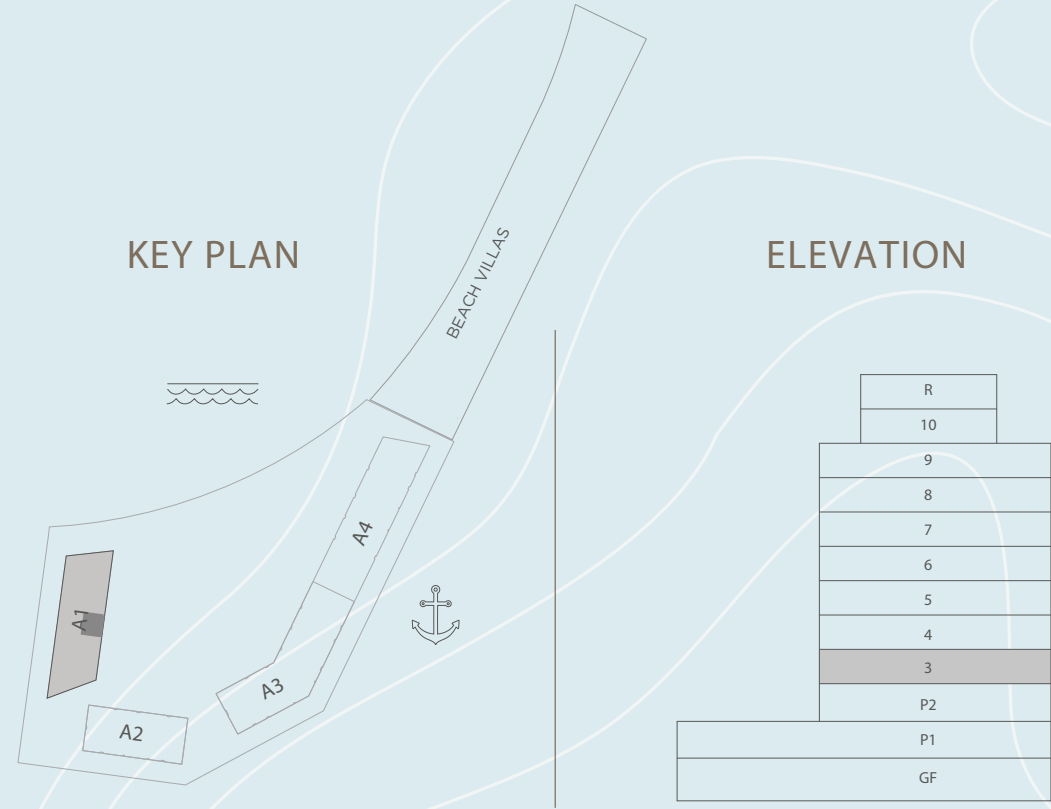 KEY PLAN
ELEVATION
BEACH VILLAS
A4
A1
A3
A2
R
10
9
8
7
6
5
4
3
P2
P1
GF